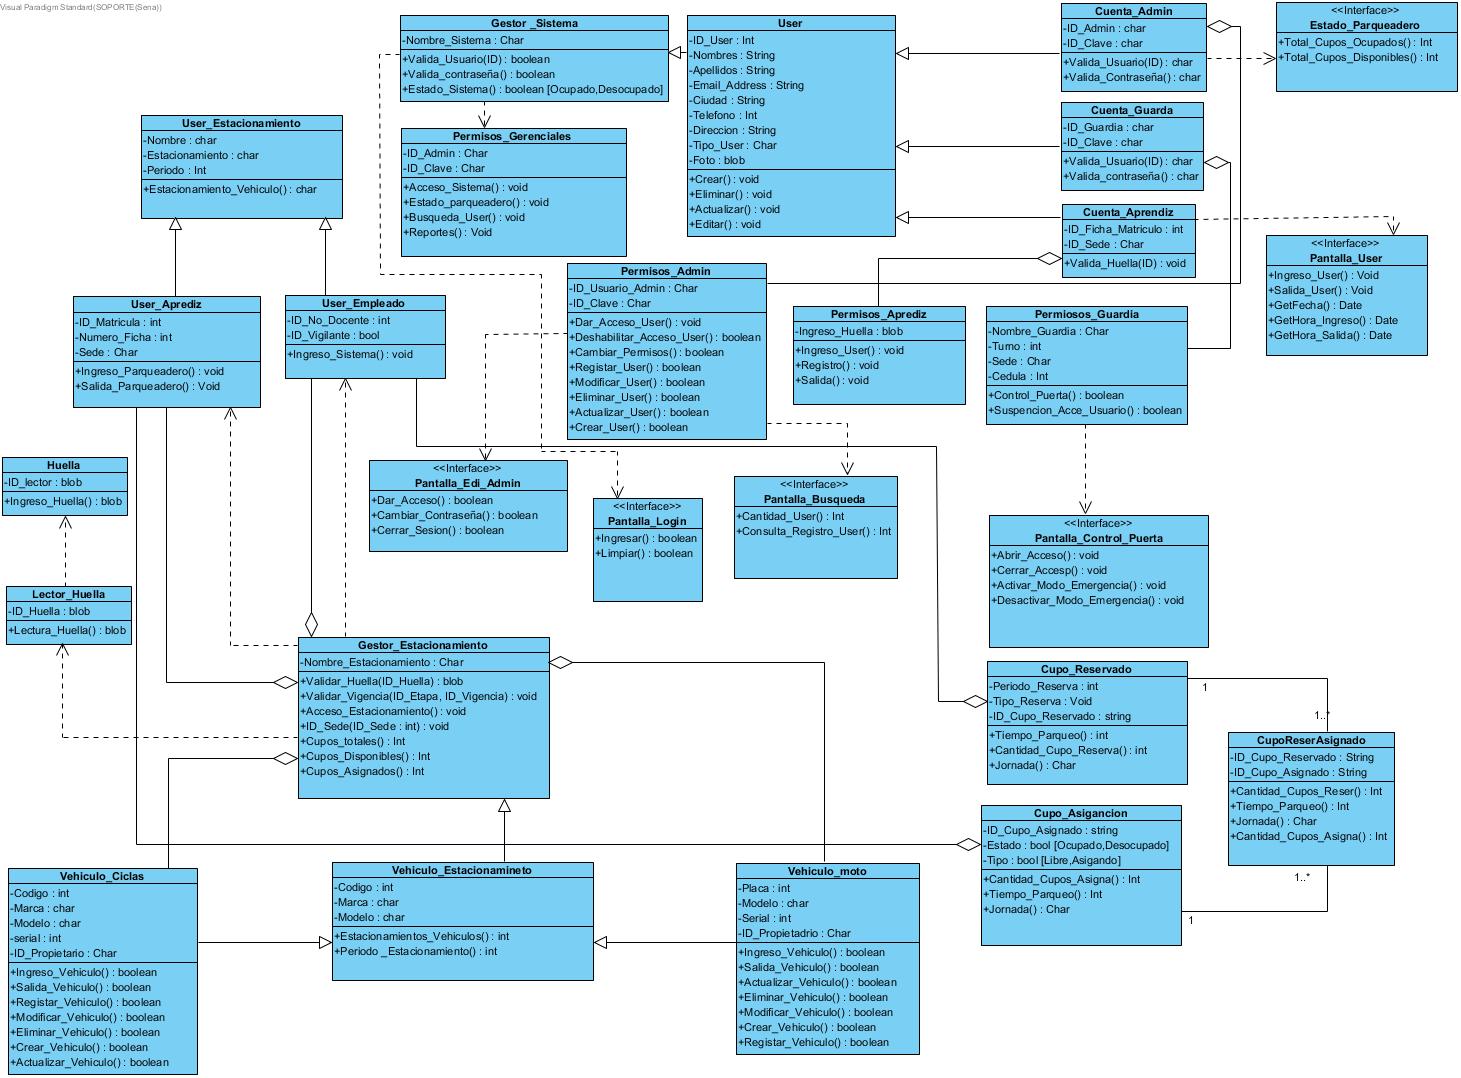 Visual Paradigm Standard(SOPORTE(Sena))
Gestor _Sistema
-Nombre_Sistema : Char
+Valida_Usuario(ID) : boolean
+Valida_contraseña() : boolean
+Estado_Sistema() : boolean [Ocupado,Desocupado]
User
-ID_User : Int
-Nombres : String
-Apellidos : String
-Email_Address : String
-Ciudad : String
-Telefono : Int
-Direccion : String
-Tipo_User : Char
-Foto : blob
+Crear() : void
+Eliminar() : void
+Actualizar() : void
+Editar() : void
Cuenta_Admin
-ID_Admin : char
-ID_Clave : char
+Valida_Usuario(ID) : char
+Valida_Contraseña() : char
<<Interface>>
Estado_Parqueadero
+Total_Cupos_Ocupados() : Int
+Total_Cupos_Disponibles() : Int
Cuenta_Guarda
-ID_Guardia : char
-ID_Clave : char
+Valida_Usuario(ID) : char
+Valida_contraseña() : char
User_Estacionamiento
-Nombre : char
-Estacionamiento : char
-Periodo : Int
+Estacionamiento_Vehiculo() : char
Permisos_Gerenciales
-ID_Admin : Char
-ID_Clave : Char
+Acceso_Sistema() : void
+Estado_parqueadero() : void
+Busqueda_User() : void
+Reportes() : Void
Cuenta_Aprendiz
-ID_Ficha_Matriculo : int
-ID_Sede : Char
+Valida_Huella(ID) : void
<<Interface>>
Pantalla_User
+Ingreso_User() : Void
+Salida_User() : Void
+GetFecha() : Date
+GetHora_Ingreso() : Date
+GetHora_Salida() : Date
Permisos_Admin
-ID_Usuario_Admin : Char
-ID_Clave : Char
+Dar_Acceso_User() : void
+Deshabilitar_Acceso_User() : boolean
+Cambiar_Permisos() : boolean
+Registar_User() : boolean
+Modificar_User() : boolean
+Eliminar_User() : boolean
+Actualizar_User() : boolean
+Crear_User() : boolean
User_Aprediz
-ID_Matricula : int
-Numero_Ficha : int
-Sede : Char
+Ingreso_Parqueadero() : void
+Salida_Parqueadero() : Void
User_Empleado
-ID_No_Docente : int
-ID_Vigilante : bool
+Ingreso_Sistema() : void
Permisos_Aprediz
-Ingreso_Huella : blob
+Ingreso_User() : void
+Registro() : void
+Salida() : void
Permiosos_Guardia
-Nombre_Guardia : Char
-Turno : int
-Sede : Char
-Cedula : Int
+Control_Puerta() : boolean
+Suspencion_Acce_Usuario() : boolean
Huella
-ID_lector : blob
+Ingreso_Huella() : blob
<<Interface>>
Pantalla_Edi_Admin
+Dar_Acceso() : boolean
+Cambiar_Contraseña() : boolean
+Cerrar_Sesion() : boolean
<<Interface>>
Pantalla_Login
+Ingresar() : boolean
+Limpiar() : boolean
<<Interface>>
Pantalla_Busqueda
+Cantidad_User() : Int
+Consulta_Registro_User() : Int
<<Interface>>
Pantalla_Control_Puerta
+Abrir_Acceso() : void
+Cerrar_Accesp() : void
+Activar_Modo_Emergencia() : void
+Desactivar_Modo_Emergencia() : void
Lector_Huella
-ID_Huella : blob
+Lectura_Huella() : blob
Gestor_Estacionamiento
-Nombre_Estacionamiento : Char
+Validar_Huella(ID_Huella) : blob
+Validar_Vigencia(ID_Etapa, ID_Vigencia) : void
+Acceso_Estacionamiento() : void
+ID_Sede(ID_Sede : int) : void
+Cupos_totales() : Int
+Cupos_Disponibles() : Int
+Cupos_Asignados() : Int
Cupo_Reservado
-Periodo_Reserva : int
-Tipo_Reserva : Void
-ID_Cupo_Reservado : string
+Tiempo_Parqueo() : int
+Cantidad_Cupo_Reserva() : int
+Jornada() : Char
1
1..*
CupoReserAsignado
-ID_Cupo_Reservado : String
-ID_Cupo_Asignado : String
+Cantidad_Cupos_Reser() : Int
+Tiempo_Parqueo() : Int
+Jornada() : Char
+Cantidad_Cupos_Asigna() : Int
Cupo_Asigancion
-ID_Cupo_Asignado : string
-Estado : bool [Ocupado,Desocupado]
-Tipo : bool [Libre,Asigando]
+Cantidad_Cupos_Asigna() : Int
+Tiempo_Parqueo() : Int
+Jornada() : Char
1..*
1
Vehiculo_Ciclas
-Codigo : int
-Marca : char
-Modelo : char
-serial : int
-ID_Propietario : Char
+Ingreso_Vehiculo() : boolean
+Salida_Vehiculo() : boolean
+Registar_Vehiculo() : boolean
+Modificar_Vehiculo() : boolean
+Eliminar_Vehiculo() : boolean
+Crear_Vehiculo() : boolean
+Actualizar_Vehiculo() : boolean
Vehiculo_Estacionamineto
-Codigo : int
-Marca : char
-Modelo : char
+Estacionamientos_Vehiculos() : int
+Periodo _Estacionamiento() : int
Vehiculo_moto
-Placa : int
-Modelo : char
-Serial : int
-ID_Propietadrio : Char
+Ingreso_Vehiculo() : boolean
+Salida_Vehiculo() : boolean
+Actualizar_Vehiculo() : boolean
+Eliminar_Vehiculo() : boolean
+Modificar_Vehiculo() : boolean
+Crear_Vehiculo() : boolean
+Registar_Vehiculo() : boolean